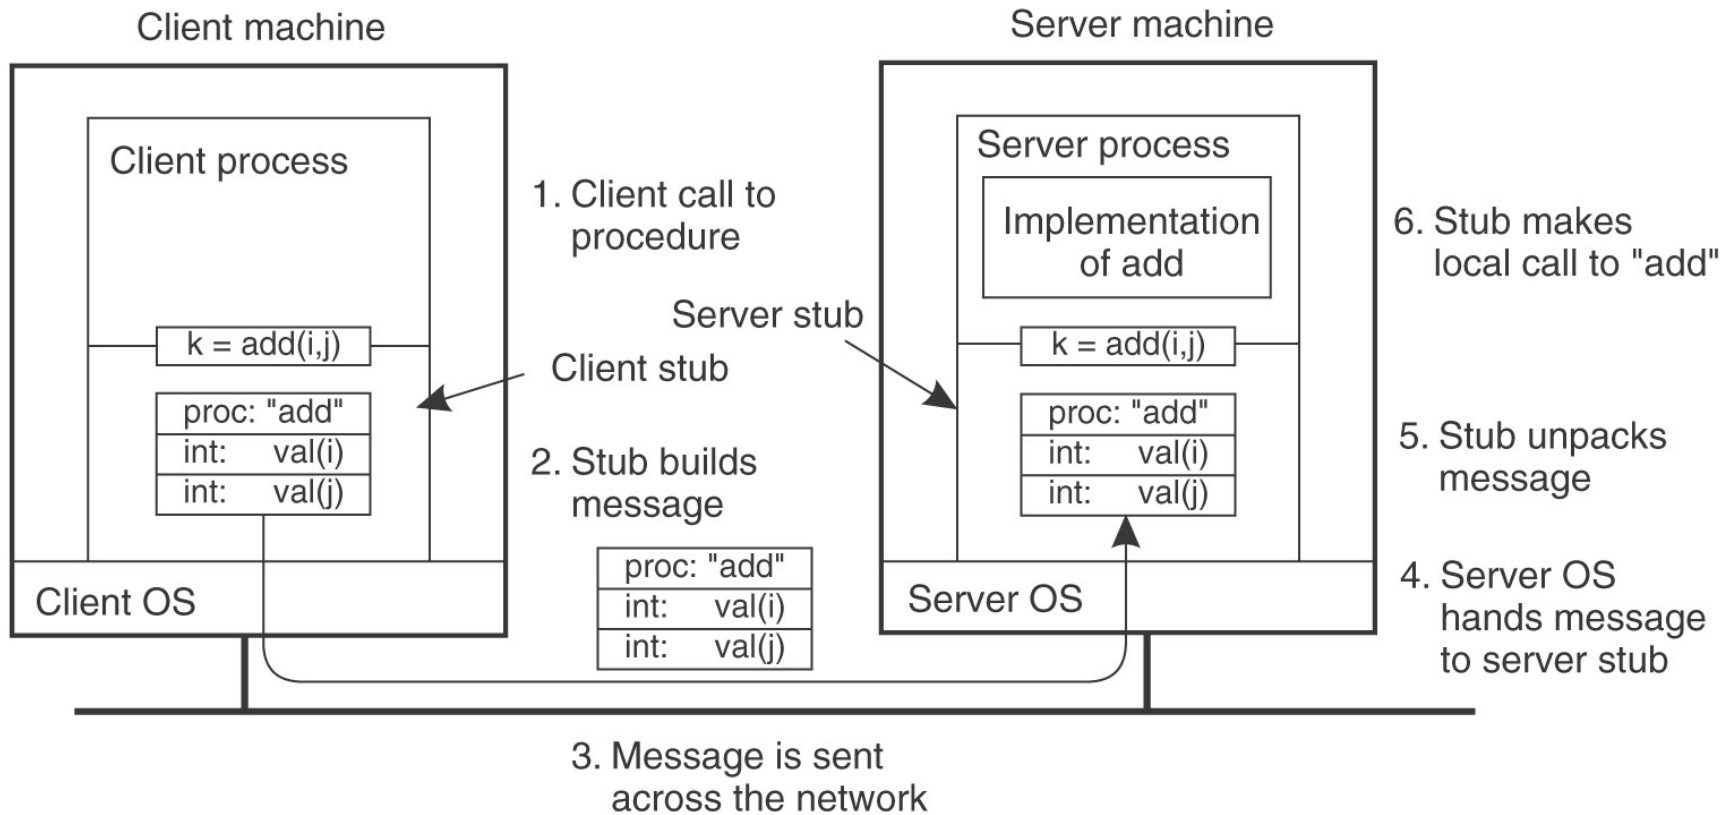 Client machine
Server machine
Client process
1. Client call to
procedure
Server process
Implementation
of add
6. Stub makes
local call to "add"
Server stub
k = add(i,j)
k = add(i,j)
Client stub
proc: "add"
int: val(i)
int: val(j)
proc: "add"
int: val(i)
int: val(j)
2. Stub builds
message
5. Stub unpacks
message
proc: "add"
int: val(i)
int: val(j)
Client OS
Server OS
4. Server OS
hands message
to server stub
3. Message is sent
across the network